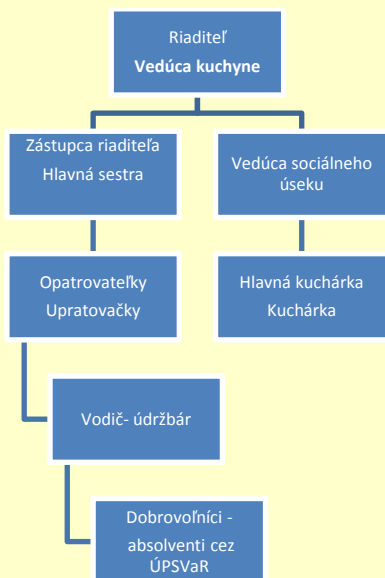 Riaditeľ
Vedúca kuchyne
Zástupca riaditeľa
Hlavná sestra
Vedúca sociálneho
úseku
Opatrovateľky
Upratovačky
Hlavná kuchárka
Kuchárka
Vodič- údržbár
Dobrovoľníci -
absolventi cez
ÚPSVaR